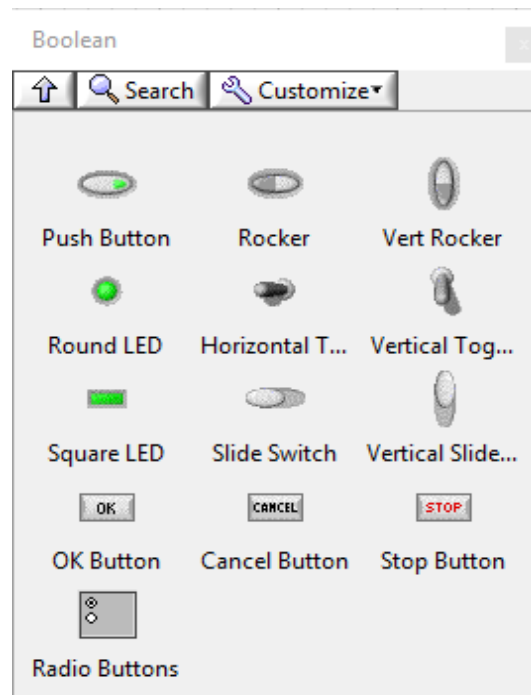 Boolean
x
Search Customize
Push Button Rocker Vert Rocker
Round LED Horizontal T... Vertical Tog...
Square LED Slide Switch Vertical Slide...
OK CANCEL STOP
OK Button Cancel Button Stop Button
Radio Buttons